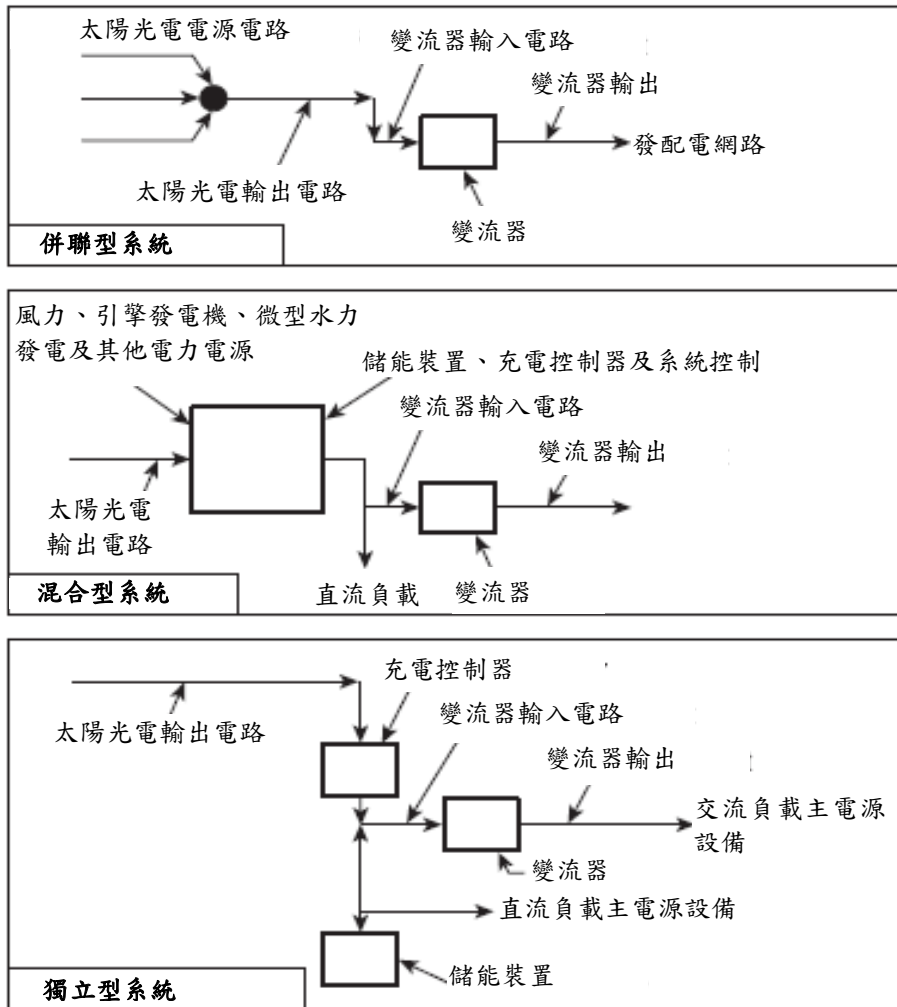 太陽光電電源電路
變流器輸入電路
變流器輸出
發配電網路
太陽光電輸出電路
變流器
併聯型系統
風力、引擎發電機、微型水力
發電及其他電力電源
儲能裝置、充電控制器及系統控制
變流器輸入電路
變流器輸出
太陽光電
輸出電路
直流負載
變流器
混合型系統
充電控制器
太陽光電輸出電路
變流器輸入電路
變流器輸出
交流負載主電源
設備
變流器
直流負載主電源設備
儲能裝置
獨立型系統